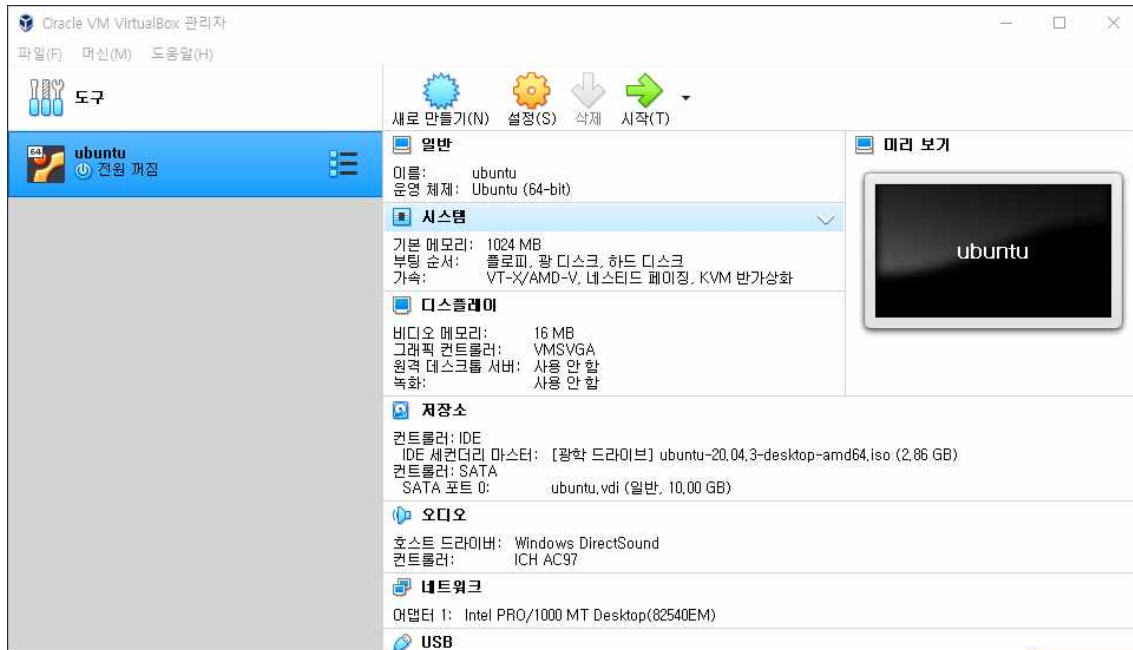 Oracle VM VirtualBox 관리자
파일(F) 머신(M) 도움말(H)
도구
새로 만들기(N) 설정(S) 삭제 시작(T)
64
ubuntu
전원 꺼짐
일반
이름: ubuntu
운영 체제: Ubuntu (64-bit)
시스템
기본 메모리: 1024 MB
부팅 순서: 플로피, 광 디스크, 하드 디스크
가속: VT-X/AMD-V, 네스티드 페이징, KVM 반가상화
디스플레이
비디오 메모리: 16 MB
그래픽 컨트롤러: VMSVGA
원격 데스크톱 서버: 사용 안 함
녹화: 사용 안 함
미리 보기
ubuntu
저장소
컨트롤러: IDE
IDE 세컨더리 마스터: [광학 드라이브] ubuntu-20.04.3-desktop-amd64.iso (2.86 GB)
컨트롤러: SATA
SATA 포트 0: ubuntu.vdi (일반, 10.00 GB)
오디오
호스트 드라이버: Windows DirectSound
컨트롤러: ICH AC97
네트워크
어댑터 1: Intel PRO/1000 MT Desktop(82540EM)
USB